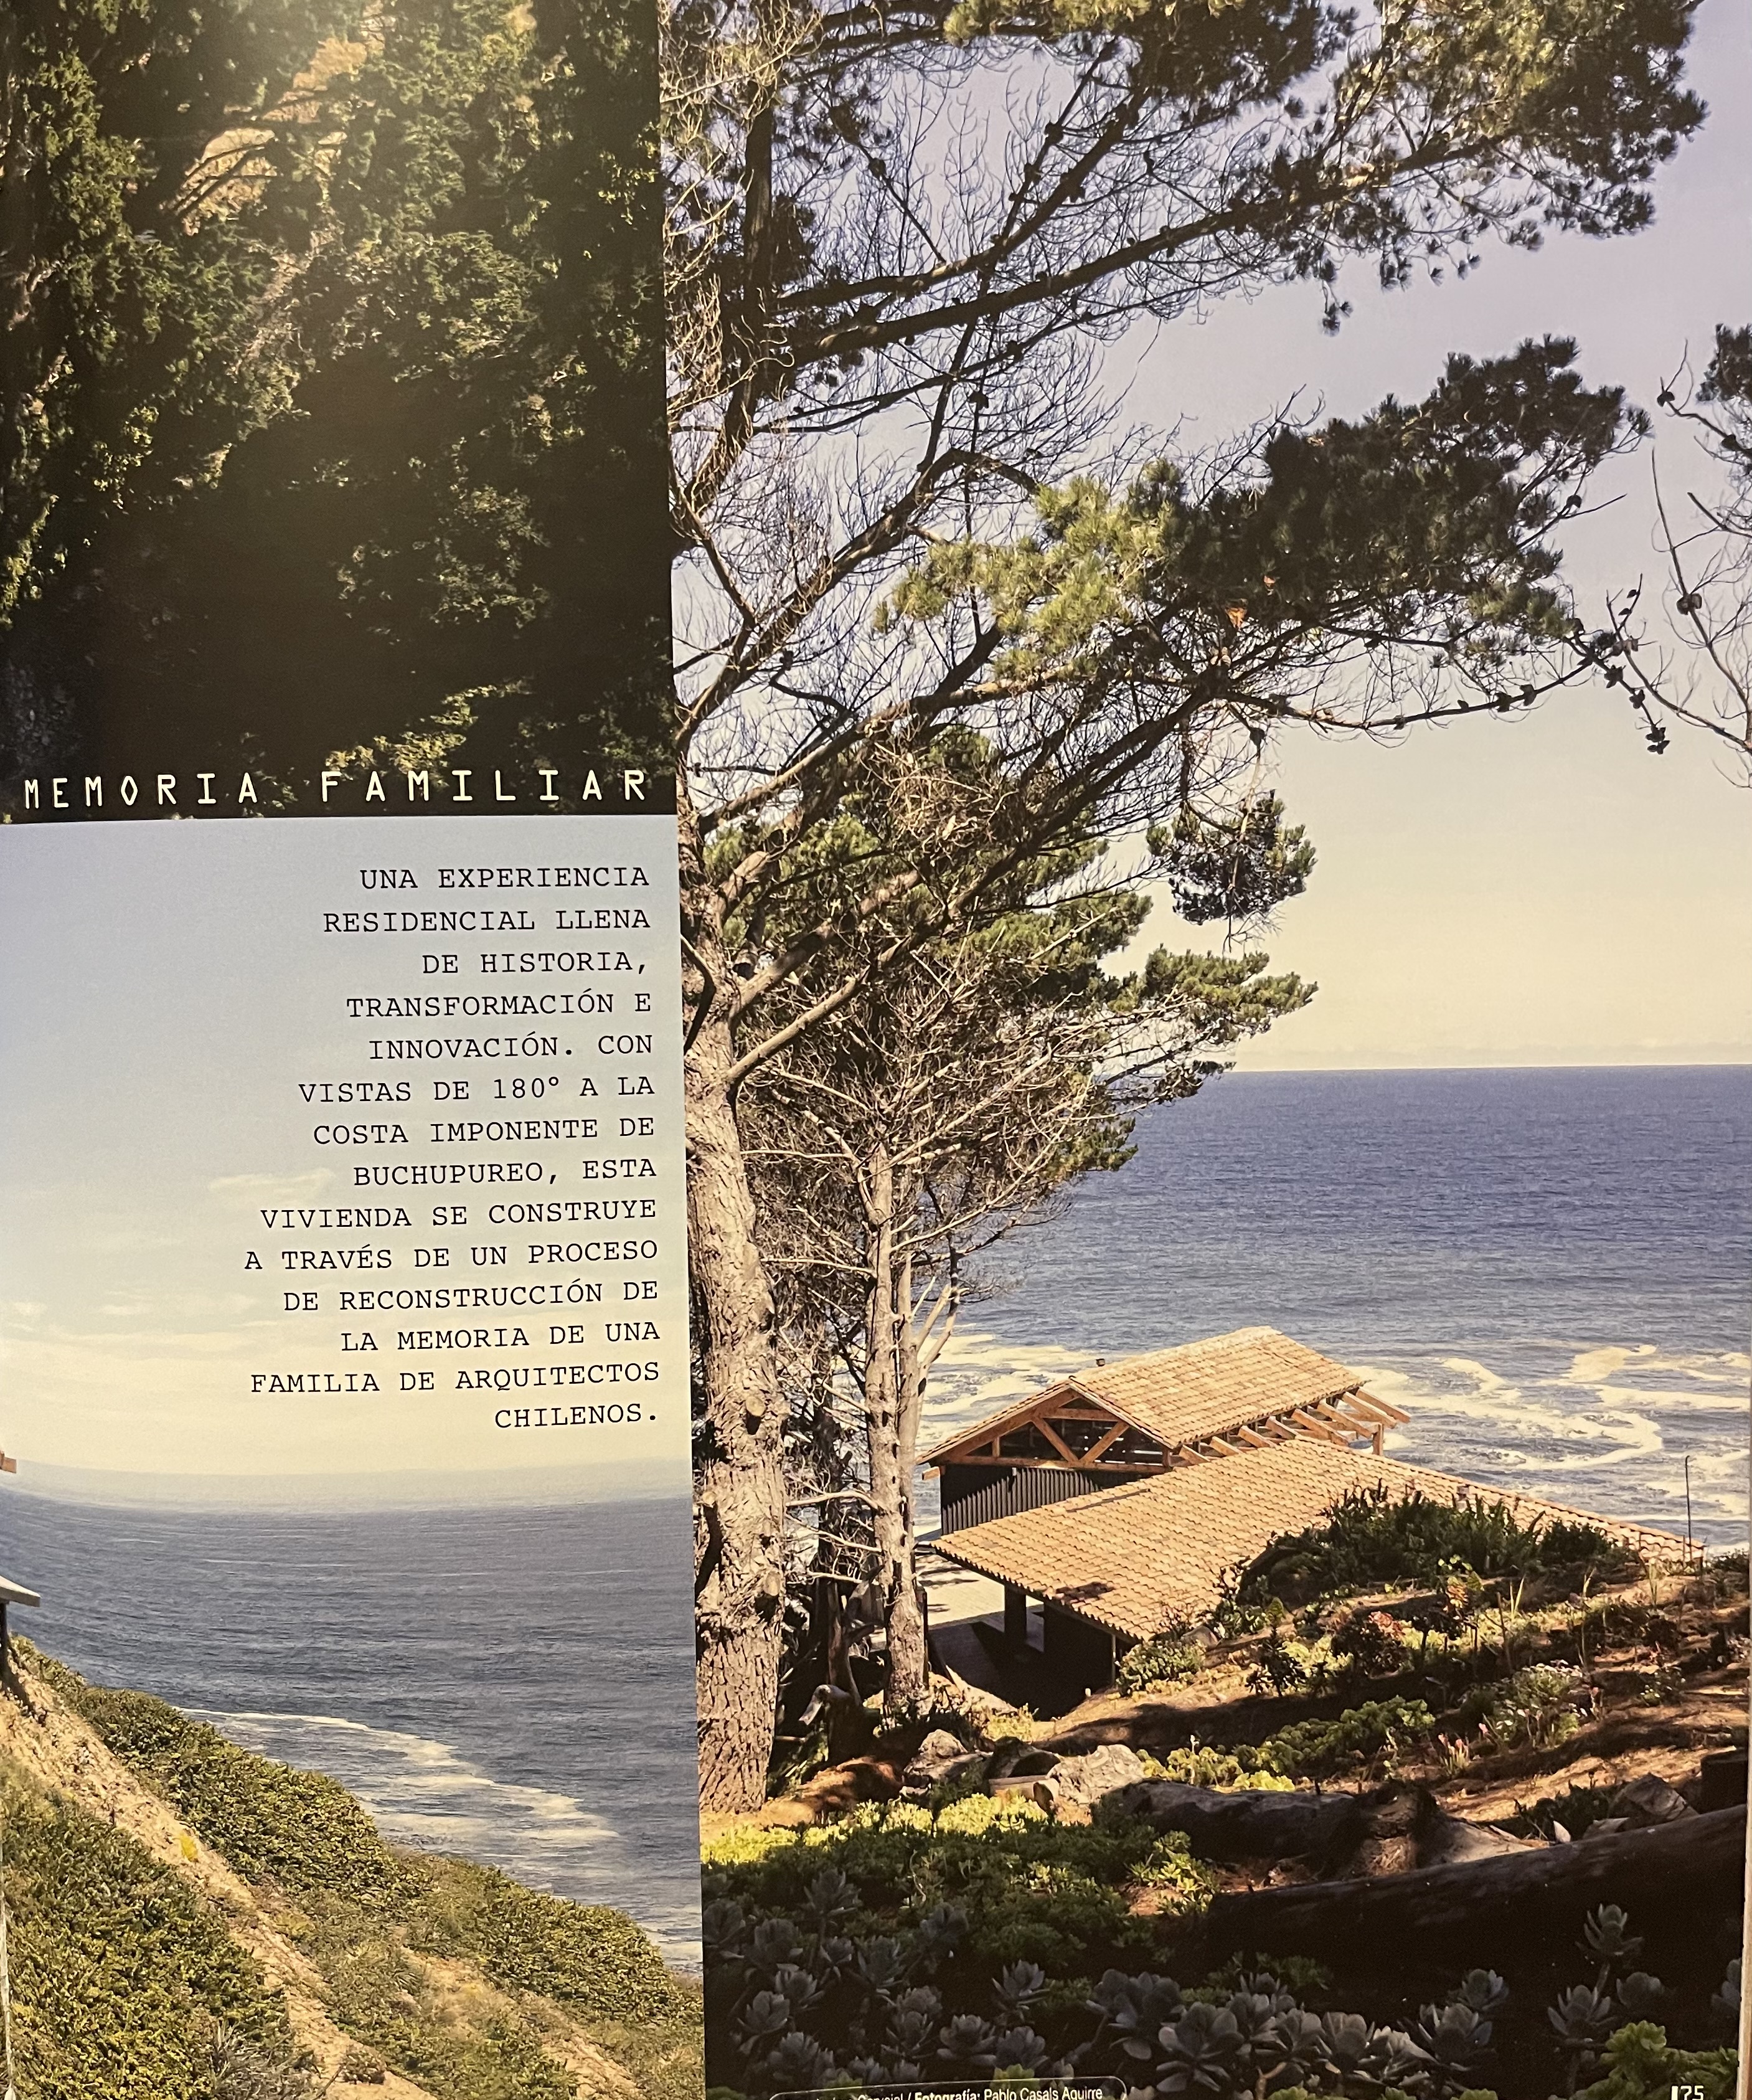 MEMORIA FAMILIAR
UNA EXPERIENCIA
RESIDENCIAL LLENA
DE HISTORIA,
TRANSFORMACIÓN E
INNOVACIÓN. CON
VISTAS DE 180° A LA
COSTA IMPONENTE DE
BUCHUPUREO, ESTA
VIVIENDA SE CONSTRUYE
A TRAVÉS DE UN PROCESO
DE RECONSTRUCCIÓN DE
LA MEMORIA DE UNA
FAMILIA DE ARQUITECTOS
CHILENOS.
/ Fotografía: Pablo Casals Aguirre
175